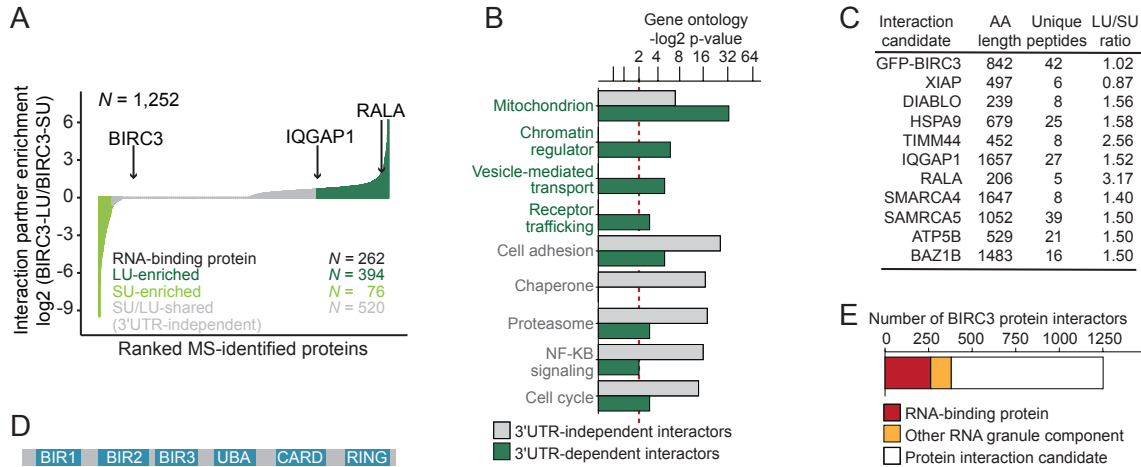 A
Interaction partner enrichment
log2 (BIRC3-LU/BIRC3-SU)
6
3
0
-3
-6
-9
N = 1,252
BIRC3
IQGAP1
RALA
RNA-binding protein N = 262
LU-enriched N = 394
SU-enriched N = 76
SU/LU-shared N = 520
(3'UTR-independent)
Ranked MS-identified proteins
B
Gene ontology
-log2 p-value
2 4 8 16 32 64
Mitochondrion
Chromatin
regulator
Vesicle-mediated
transport
Receptor
trafficking
Cell adhesion
Chaperone
Proteasome
NF-KB
signaling
Cell cycle
3'UTR-independent interactors
3'UTR-dependent interactors
C
Interaction AA Unique LU/SU
candidate length peptides ratio
GFP-BIRC3 842 42 1.02
XIAP 497 6 0.87
DIABLO 239 8 1.56
HSPA9 679 25 1.58
TIMM44 452 8 2.56
IQGAP1 1657 27 1.52
RALA 206 5 3.17
SMARCA4 1647 8 1.40
SAMRCA5 1052 39 1.50
ATP5B 529 21 1.50
BAZ1B 1483 16 1.50
D
BIR1 BIR2 BIR3 UBA CARD RING
E
Number of BIRC3 protein interactors
0 250 500 750 1000 1250
RNA-binding protein
Other RNA granule component
Protein interaction candidate